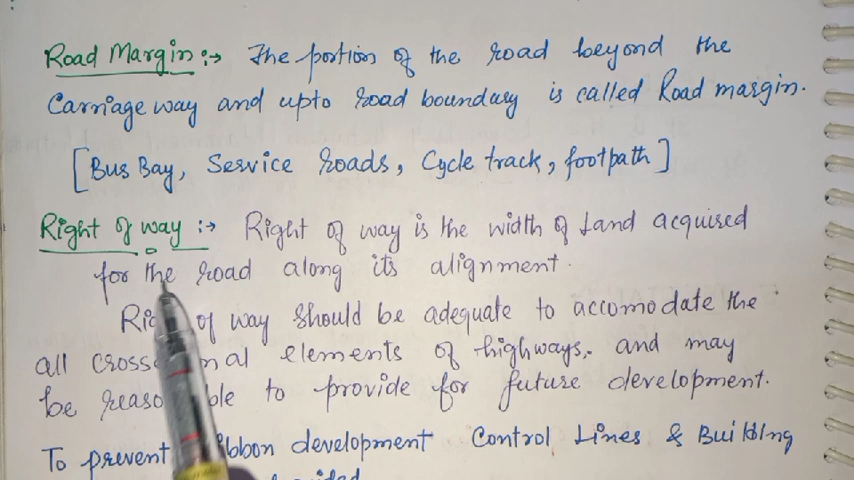 Road Margin :→ The portion of the road beyond the
Carriage way and upto road boundary is called Road margin.
[Bus Bay, Service roads, Cycle track, footpath]
Right of way :→ Right of way is the width of Land acquired
for the road along its alignment.
of way should be adequate to accomodate the
all elements of highways. and may
be to provide for future development.
To prevent development Control Lines & Building